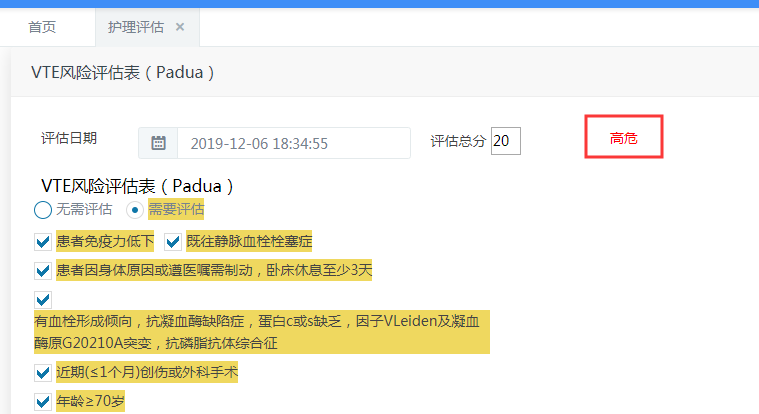 首页 护理评估 ×
VTE风险评估表（Padua）
评估日期 2019-12-06 18:34:55 评估总分 20 高危
VTE风险评估表（Padua）
无需评估 需要评估
患者免疫力低下 既往静脉血栓栓塞症
患者因身体原因或遵医嘱需制动，卧床休息至少3天
有血栓形成倾向，抗凝血酶缺陷症，蛋白c或s缺乏，因子VLeiden及凝血
酶原G20210A突变，抗磷脂抗体综合征
近期(≤1个月)创伤或外科手术
年龄≥70岁